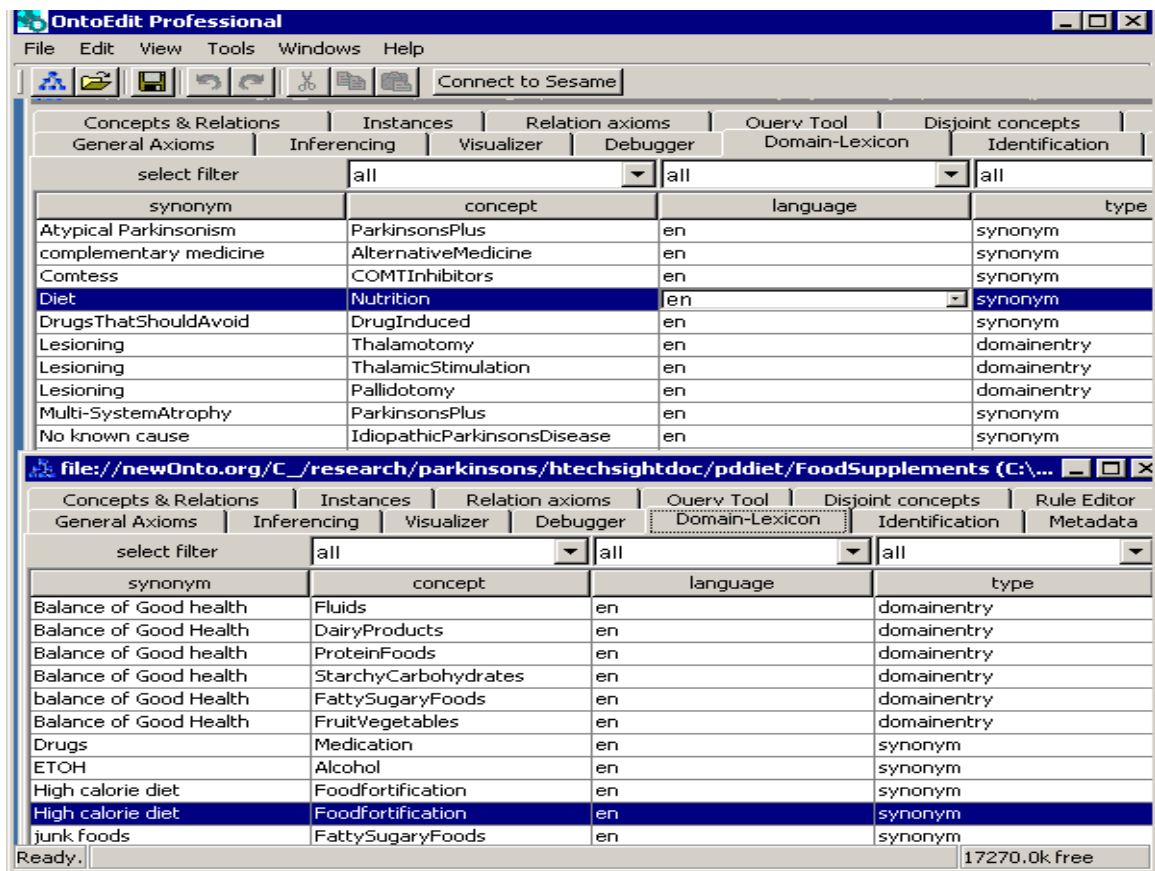 OntoEdit Professional
File Edit View Tools Windows Help
Connect to Sesame
Concepts & Relations Instances Relation axioms Query Tool Disjoint concepts
General Axioms Inferencing Visualizer Debugger Domain-Lexicon Identification
select filter all all all
synonym concept language type
Atypical Parkinsonism ParkinsonsPlus en synonym
complementary medicine AlternativeMedicine en synonym
Comtess COMTInhibitors en synonym
Diet Nutrition en synonym
DrugsThatShouldAvoid DrugInduced en synonym
Lesioning Thalamotomy en domainentry
Lesioning ThalamicStimulation en domainentry
Lesioning Pallidotomy en domainentry
Multi-SystemAtrophy ParkinsonsPlus en synonym
No known cause IdiopathicParkinsonsDisease en synonym
file://newOnto.org/C_/research/parkinsons/htechsightdoc/pddiet/FoodSupplements (C:\...
Concepts & Relations Instances Relation axioms Query Tool Disjoint concepts Rule Editor
General Axioms Inferencing Visualizer Debugger Domain-Lexicon Identification Metadata
select filter all all all
synonym concept language type
Balance of Good health Fluids en domainentry
Balance of Good Health DairyProducts en domainentry
Balance of Good health ProteinFoods en domainentry
Balance of Good health StarchyCarbohydrates en domainentry
balance of Good Health FattySugaryFoods en domainentry
Balance of Good Health FruitVegetables en domainentry
Drugs Medication en synonym
ETOH Alcohol en synonym
High calorie diet Foodfortification en synonym
High calorie diet Foodfortification en synonym
junk foods FattySugaryFoods en synonym
Ready. 17270.0k free